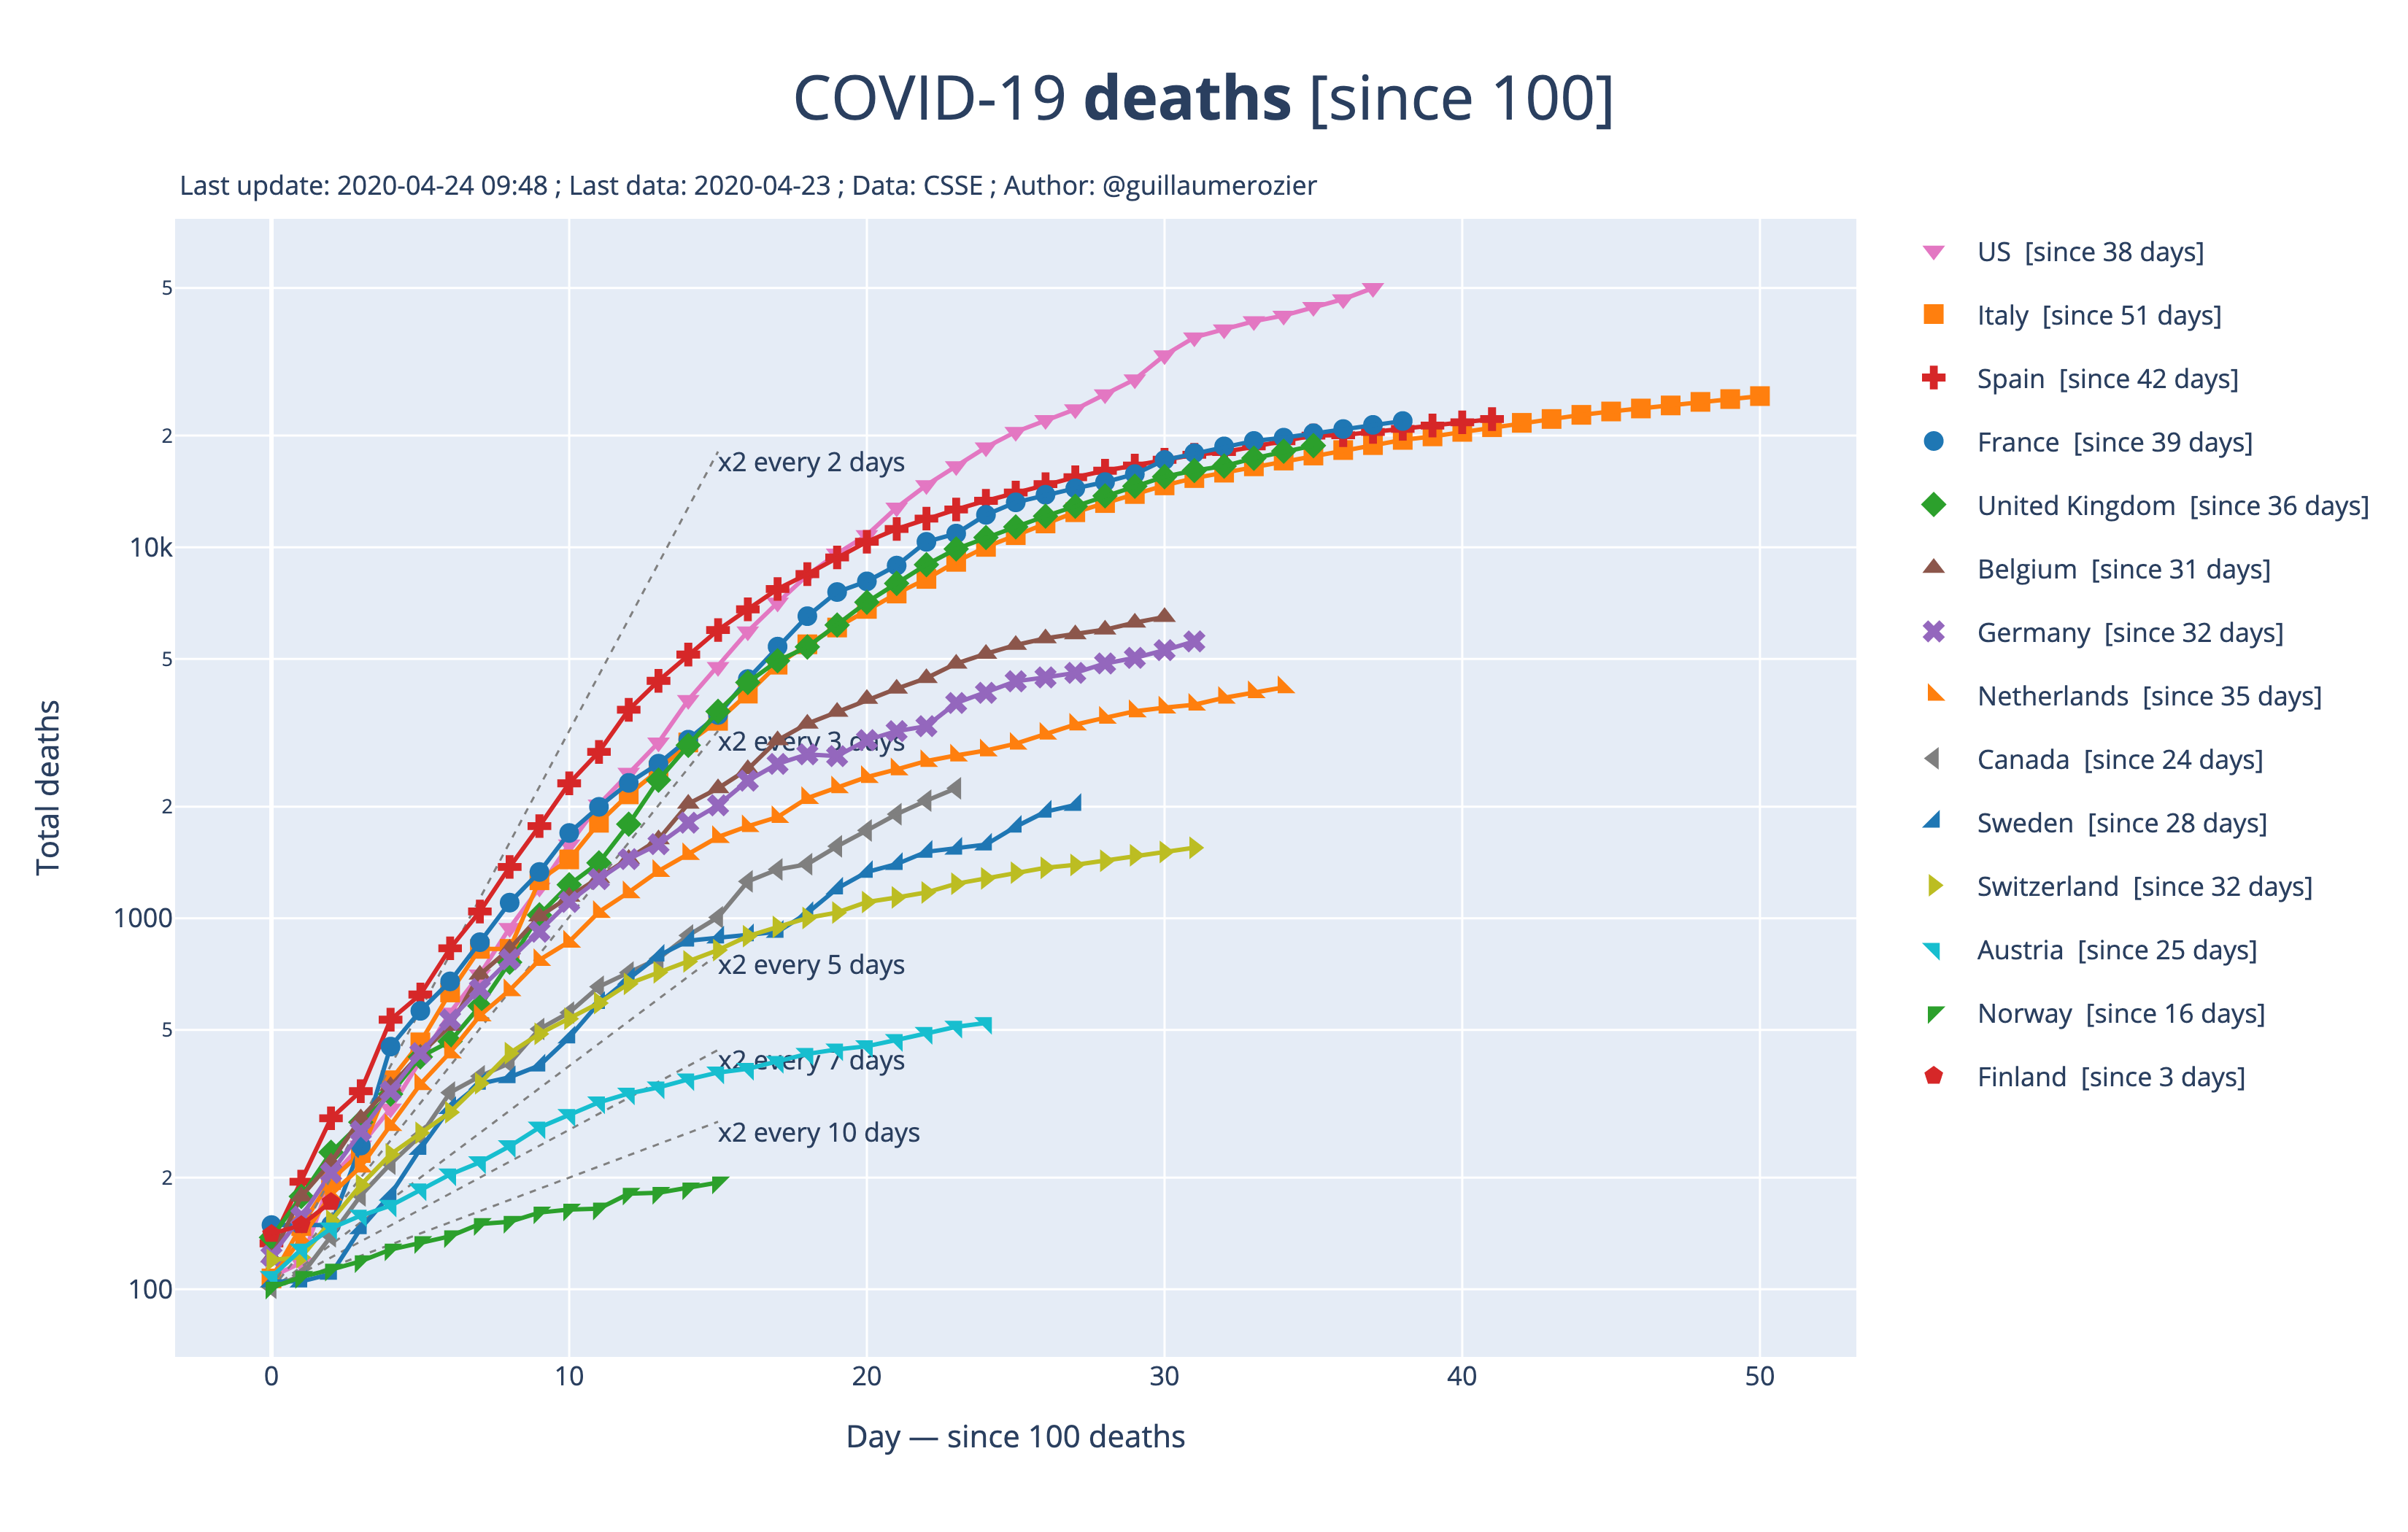 COVID-19 deaths [since 100]
Last update: 2020-04-24 09:48 ; Last data: 2020-04-23 ; Data: CSSE ; Author: @guillaumerozier
Total deaths
5
2
10k
5
2
1000
5
2
100
x2 every 2 days
x2 every 3 days
x2 every 5 days
x2 every 7 days
x2 every 10 days
0 10 20 30 40 50
Day — since 100 deaths
US [since 38 days]
Italy [since 51 days]
Spain [since 42 days]
France [since 39 days]
United Kingdom [since 36 days]
Belgium [since 31 days]
Germany [since 32 days]
Netherlands [since 35 days]
Canada [since 24 days]
Sweden [since 28 days]
Switzerland [since 32 days]
Austria [since 25 days]
Norway [since 16 days]
Finland [since 3 days]